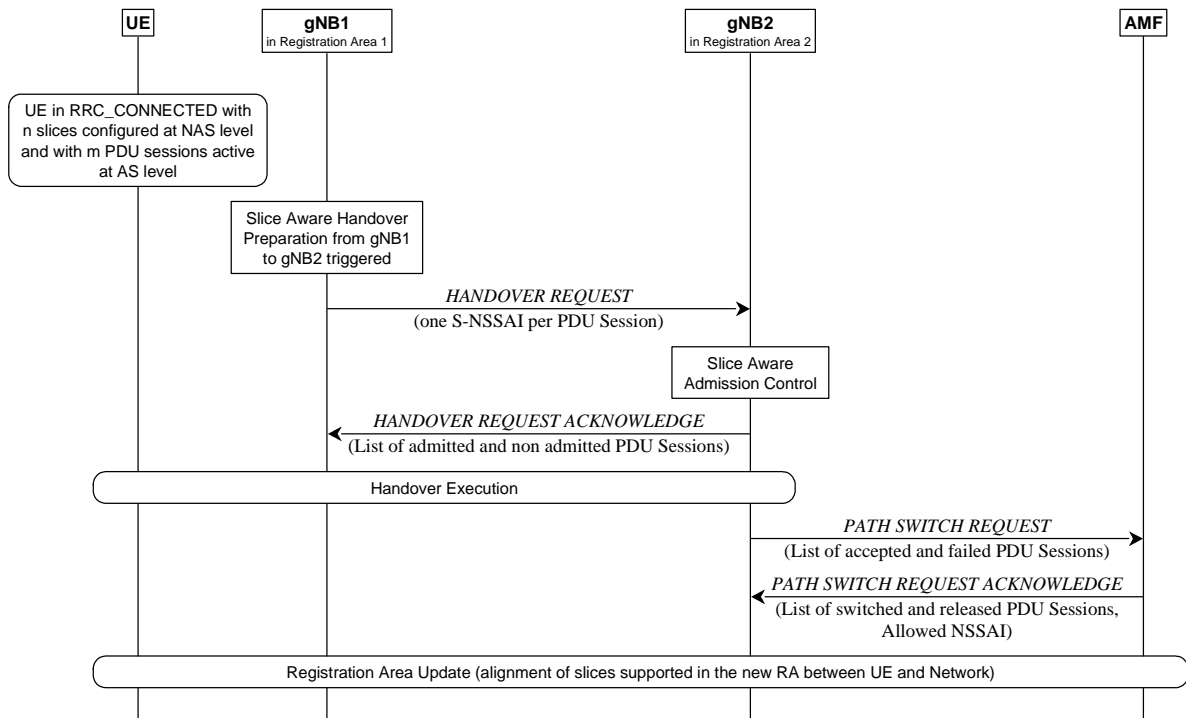 UE
gNB1
in Registration Area 1
gNB2
in Registration Area 2
AMF
UE in RRC_CONNECTED with
n slices configured at NAS level
and with m PDU sessions active
at AS level
Slice Aware Handover
Preparation from gNB1
to gNB2 triggered
HANDOVER REQUEST
(one S-NSSAI per PDU Session)
Slice Aware
Admission Control
HANDOVER REQUEST ACKNOWLEDGE
(List of admitted and non admitted PDU Sessions)
Handover Execution
PATH SWITCH REQUEST
(List of accepted and failed PDU Sessions)
PATH SWITCH REQUEST ACKNOWLEDGE
(List of switched and released PDU Sessions,
Allowed NSSAI)
Registration Area Update (alignment of slices supported in the new RA between UE and Network)